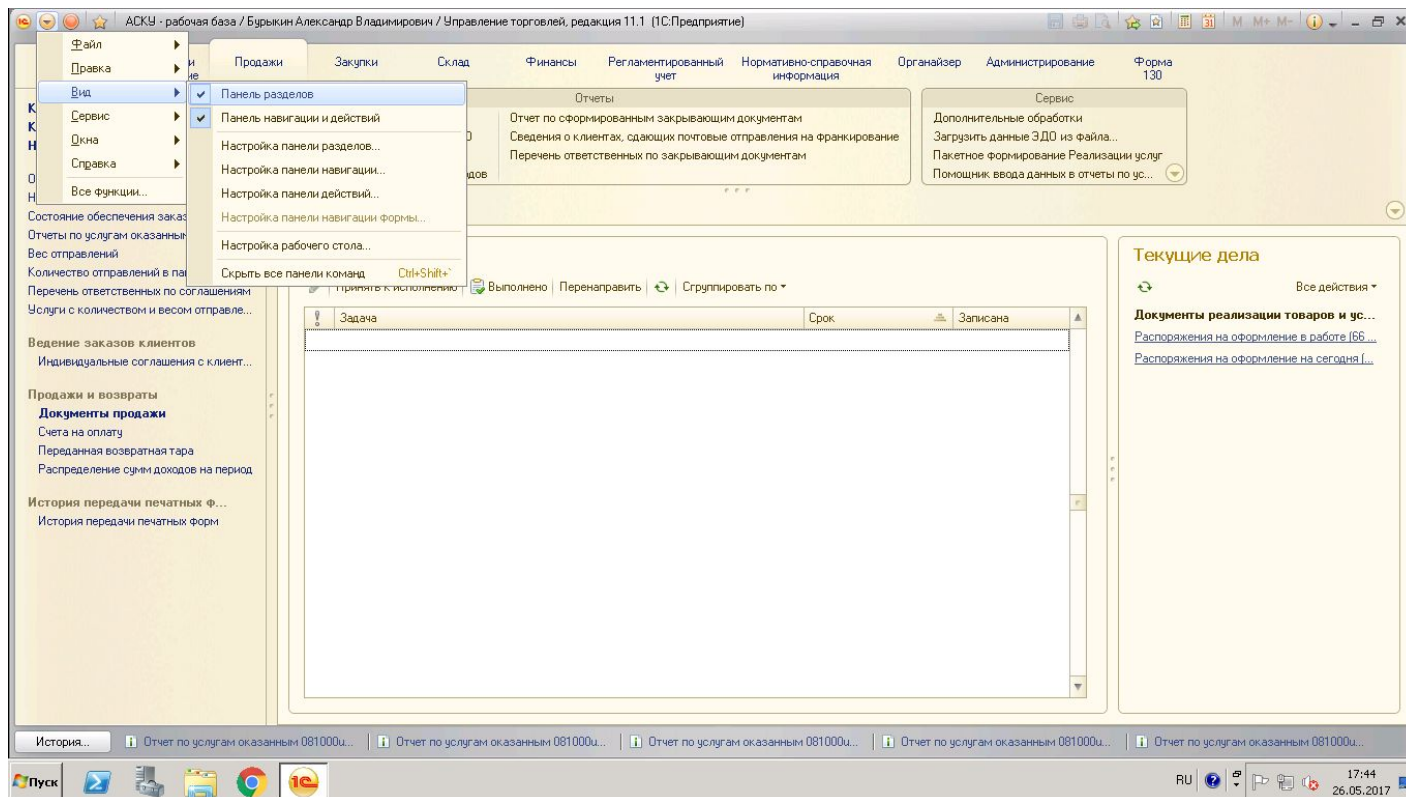 АСКУ - рабочая база / Бурыкин Александр Владимирович / Управление торговлей, редакция 11.1 (1С:Предприятие)
M M+ M-
Файл
Правка
Вид
Сервис
Окна
Справка
Все функции...
Панель разделов
Панель навигации и действий
Настройка панели разделов...
Настройка панели навигации...
Настройка панели действий...
Настройка панели навигации формы...
Настройка рабочего стола...
Скрыть все панели команд Ctrl+Shift+`
Продажи
Закупки
Склад
Финансы
Регламентированный
учет
Нормативно-справочная
информация
Органайзер
Администрирование
Форма
130
Отчеты
Отчет по сформированным закрывающим документам
Сведения о клиентах, сдающих почтовые отправления на франкирование
Перечень ответственных по закрывающим документам
Сервис
Дополнительные обработки
Загрузить данные ЭДО из файла...
Пакетное формирование Реализации услуг
Помощник ввода данных в отчеты по ус...
Состояние обеспечения заказ
Отчеты по услугам оказанным
Вес отправлений
Количество отправлений в па
Перечень ответственных по соглашениям
Услуги с количеством и весом отправле...
Ведение заказов клиентов
Индивидуальные соглашения с клиент...
Продажи и возвраты
Документы продажи
Счета на оплату
Переданная возвратная тара
Распределение сумм доходов на период
История передачи печатных ф...
История передачи печатных форм
Принять к исполнению Выполнено Перенаправить Сгруппировать по
Задача Срок Записана
Текущие дела
Все действия
Документы реализации товаров и ус...
Распоряжения на оформление в работе (66 ...
Распоряжения на оформление на сегодня (...
История...
Отчет по услугам оказанным 081000u...
Отчет по услугам оказанным 081000u...
Отчет по услугам оказанным 081000u...
Отчет по услугам оказанным 081000u...
Отчет по услугам оказанным 081000u...
Пуск
RU
17:44
26.05.2017